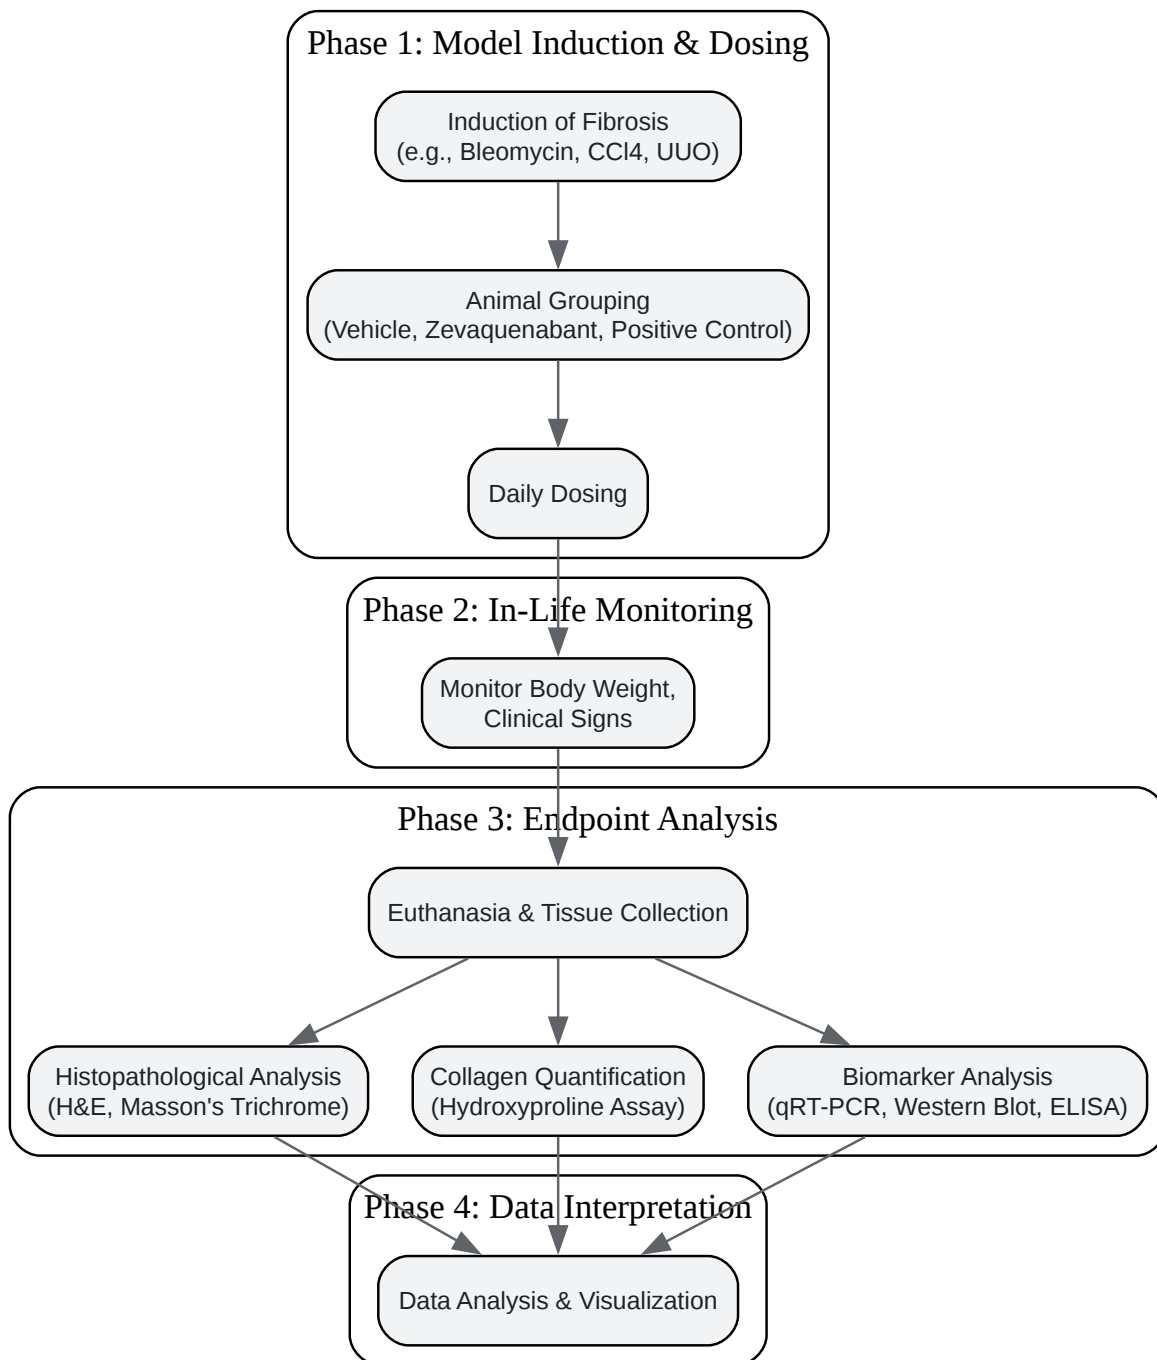 Phase 1: Model Induction & Dosing
Induction of Fibrosis
(e.g., Bleomycin, CCl4, UUO)
Animal Grouping
(Vehicle, Zevaquenabant, Positive Control)
Daily Dosing
Phase 2: In-Life Monitoring
Monitor Body Weight,
Clinical Signs
Phase 3: Endpoint Analysis
Euthanasia & Tissue Collection
Histopathological Analysis
(H&E, Masson's Trichrome)
Collagen Quantification
(Hydroxyproline Assay)
Biomarker Analysis
(qRT-PCR, Western Blot, ELISA)
Phase 4: Data Interpretation
Data Analysis & Visualization